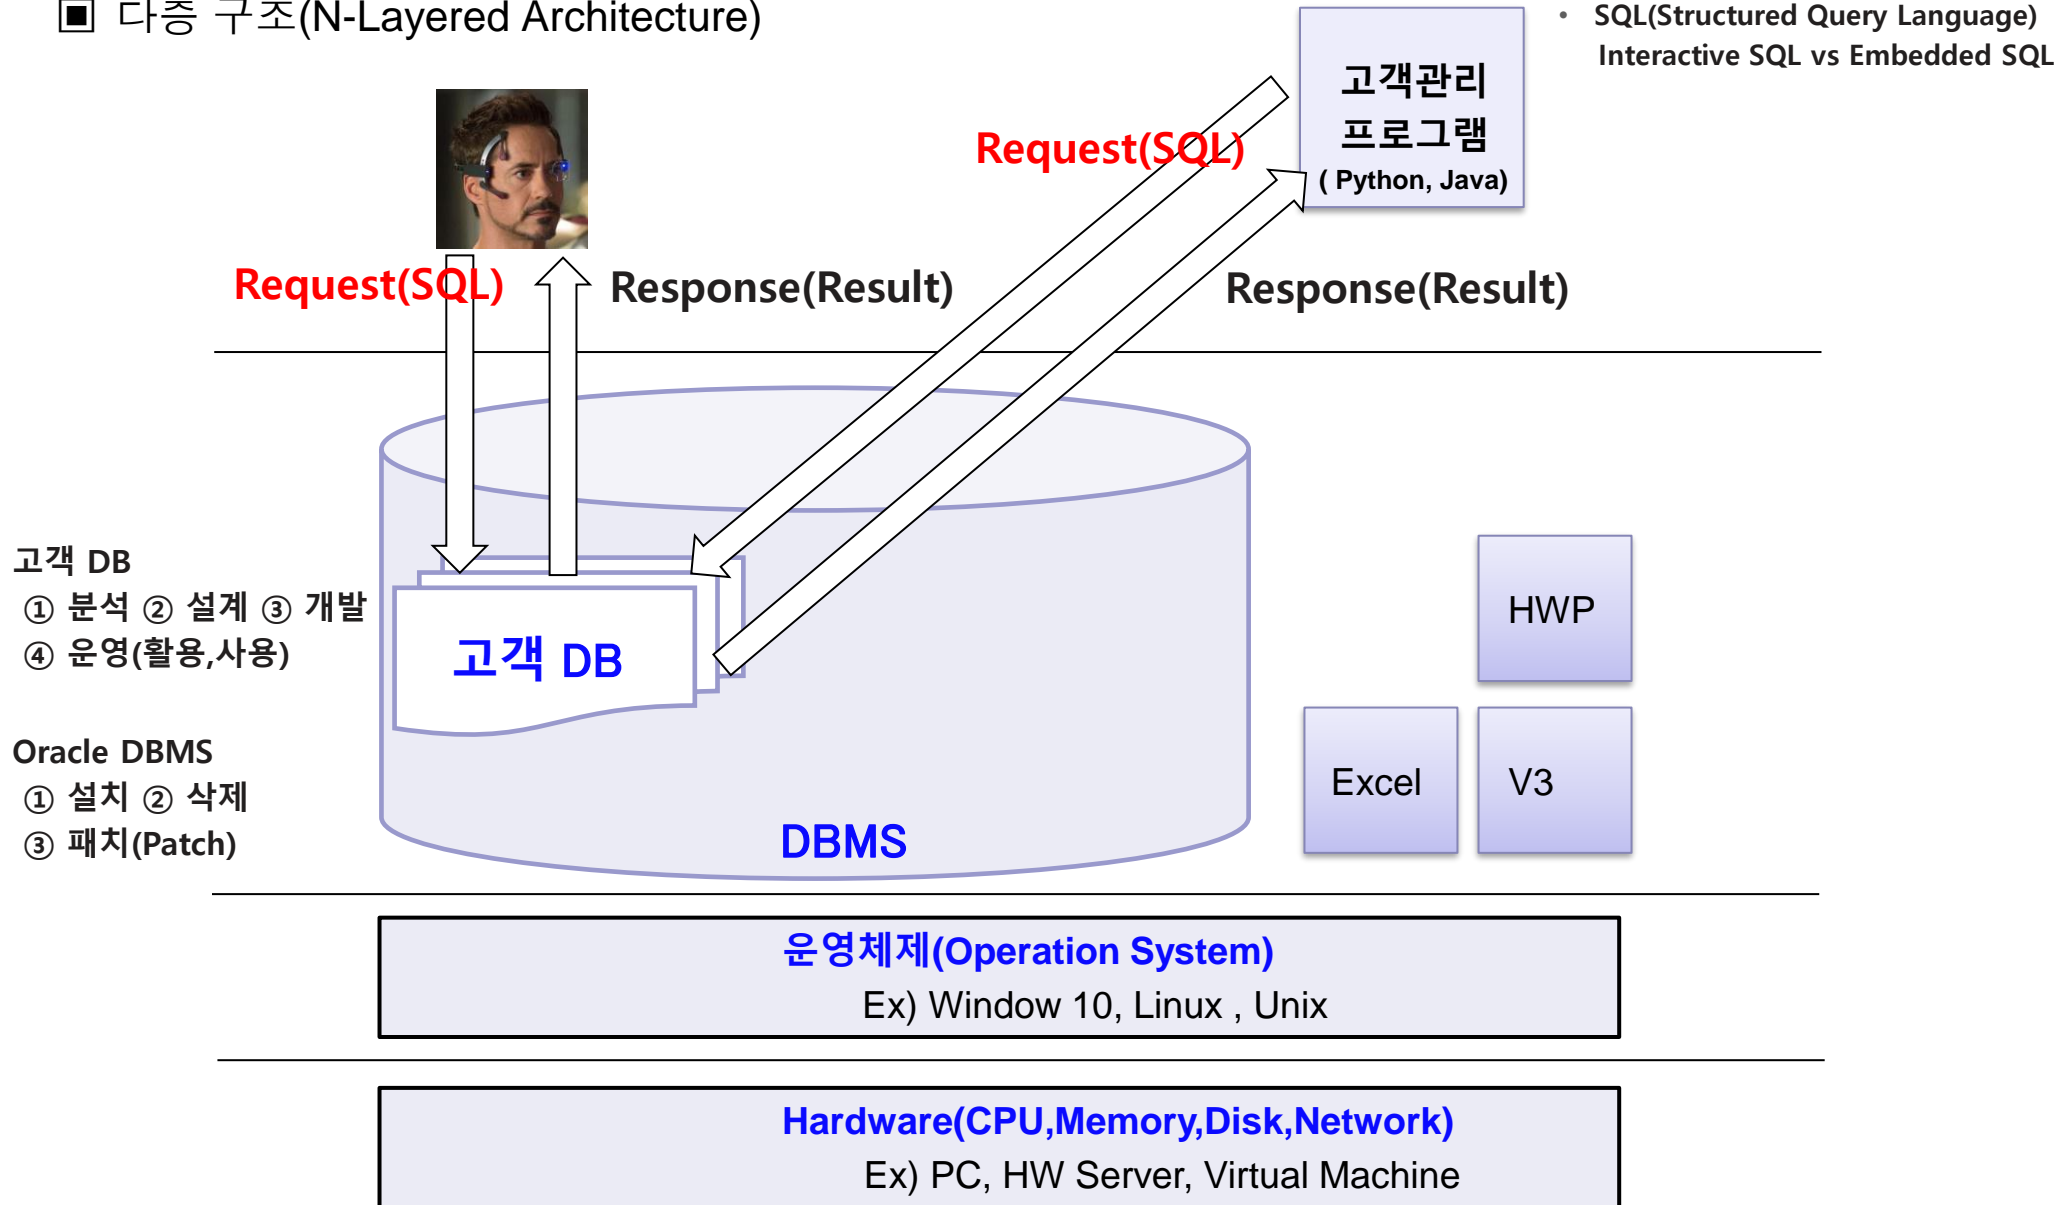 ▣ 다층 구조(N-Layered Architecture)
• SQL(Structured Query Language)
Interactive SQL vs Embedded SQL
고객관리
프로그램
( Python, Java)
Request(SQL)
Request(SQL)
Response(Result)
Response(Result)
고객 DB
① 분석 ② 설계 ③ 개발
④ 운영(활용,사용)
고객 DB
HWP
Oracle DBMS
① 설치 ② 삭제
③ 패치(Patch)
Excel
V3
DBMS
운영체제(Operation System)
Ex) Window 10, Linux , Unix
Hardware(CPU,Memory,Disk,Network)
Ex) PC, HW Server, Virtual Machine